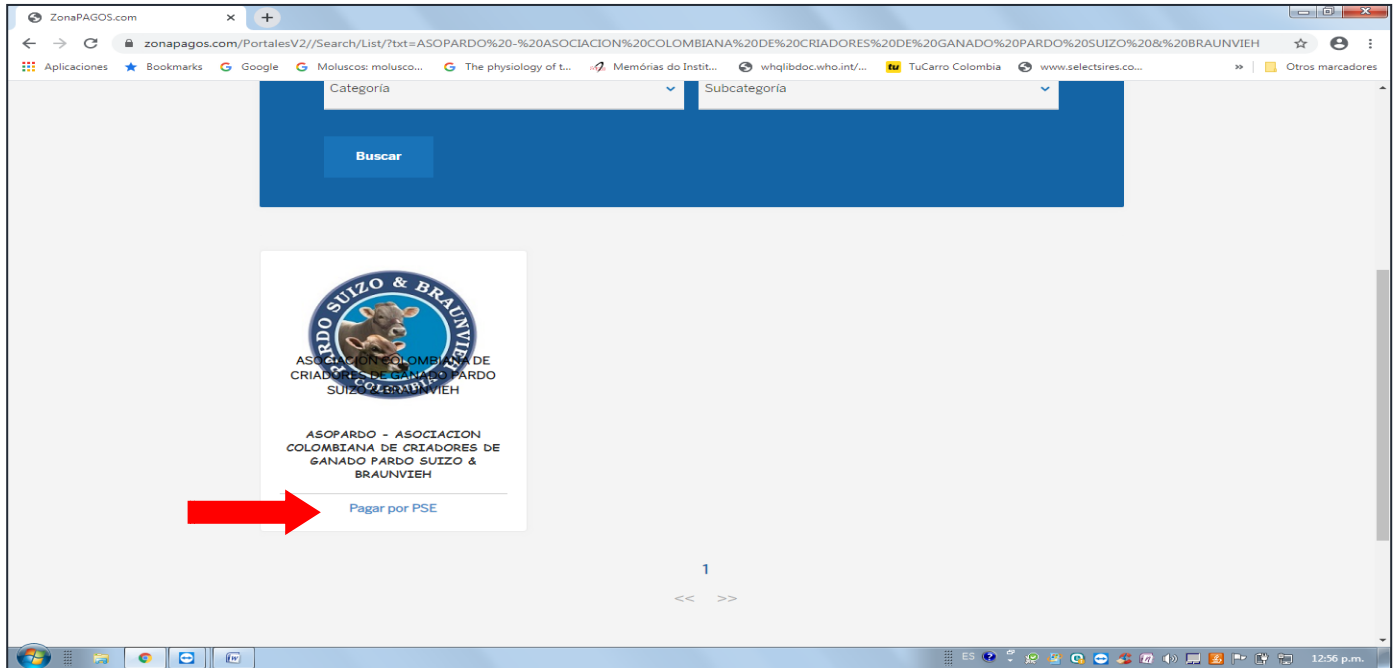 ZonaPAGOS.com
zonapagos.com/PortalesV2//Search/List/?txt=ASOPARDO%20-%20ASOCIACION%20COLOMBIANA%20DE%20CRIADORES%20DE%20GANADO%20PARDO%20SUIZO%20&%20BRAUNVIEH
Aplicaciones Bookmarks Google Moluscos: molusco... The physiology of t... Memórias do Instit... whqlibdoc.who.int/... TuCarro Colombia www.selectsires.co... » Otros marcadores
Categoría Subcategoría
Buscar
PARDO SUIZO & BRAUNVIEH
COLOMBIA
ASOCIACIÓN COLOMBIANA DE
CRIADORES DE GANADO PARDO
SUIZO & BRAUNVIEH
ASOPARDO - ASOCIACION
COLOMBIANA DE CRIADORES DE
GANADO PARDO SUIZO &
BRAUNVIEH
Pagar por PSE
1
<< >>
ES 12:56 p.m.